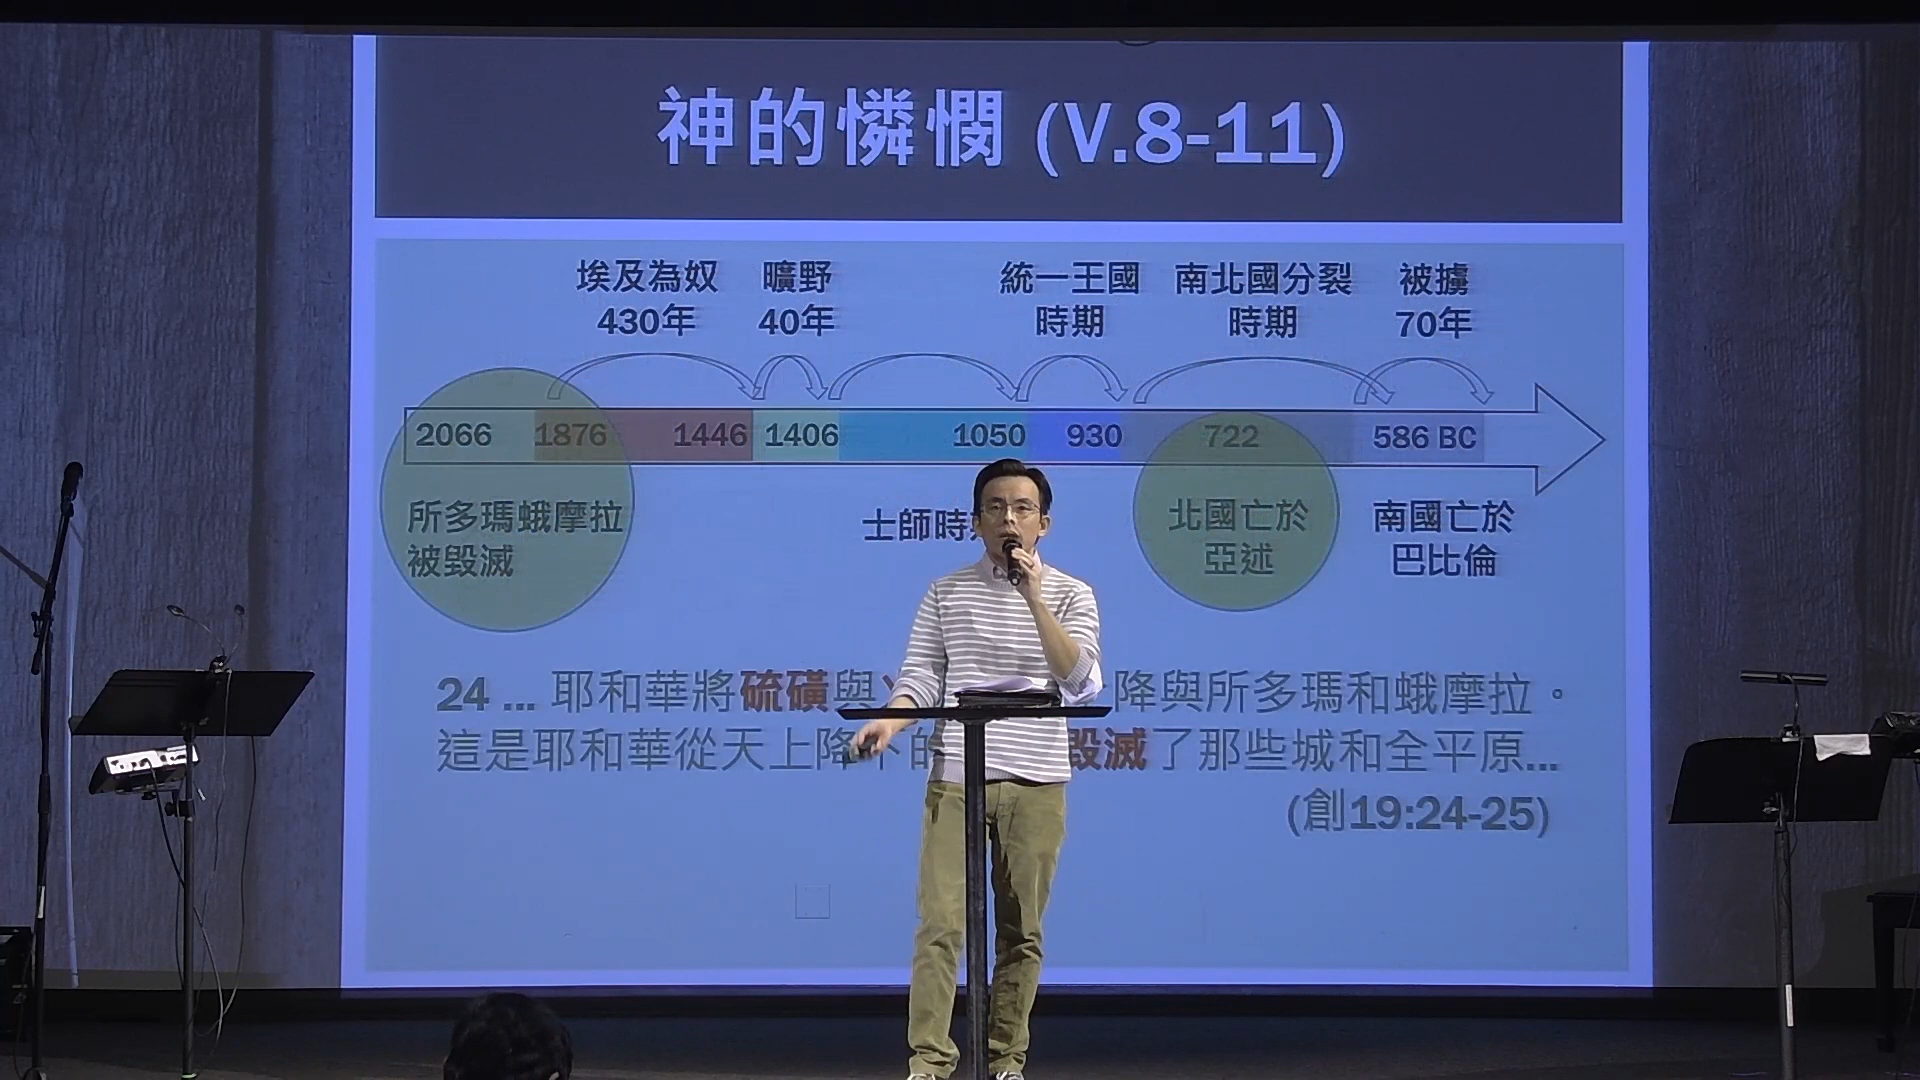 神的憐憫 (V.8-11)
埃及為奴
430年
曠野
40年
統一王國
時期
南北國分裂
時期
被擄
70年
2066 1876 1446 1406 1050 930 722 586 BC
所多瑪蛾摩拉
被毀滅
士師時
北國亡於
亞述
南國亡於
巴比倫
24 ... 耶和華將硫磺與 降與所多瑪和蛾摩拉。
這是耶和華從天上降下的 毀滅了那些城和全平原...
(創19:24-25)